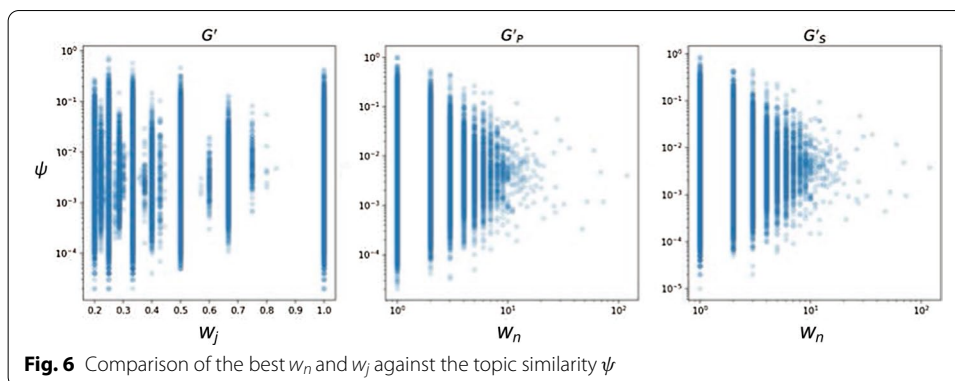 G' G'P G'S
10⁰ 10⁰ 10⁰
10⁻¹ 10⁻¹ 10⁻¹
10⁻² 10⁻² 10⁻²
ψ
10⁻³ 10⁻³ 10⁻³
10⁻⁴ 10⁻⁴ 10⁻⁴
10⁻⁵
0.2 0.3 0.4 0.5 0.6 0.7 0.8 0.9 1.0 10⁰ 10¹ 10² 10⁰ 10¹ 10²
wj wn wn
Fig. 6 Comparison of the best wn and wj against the topic similarity ψ